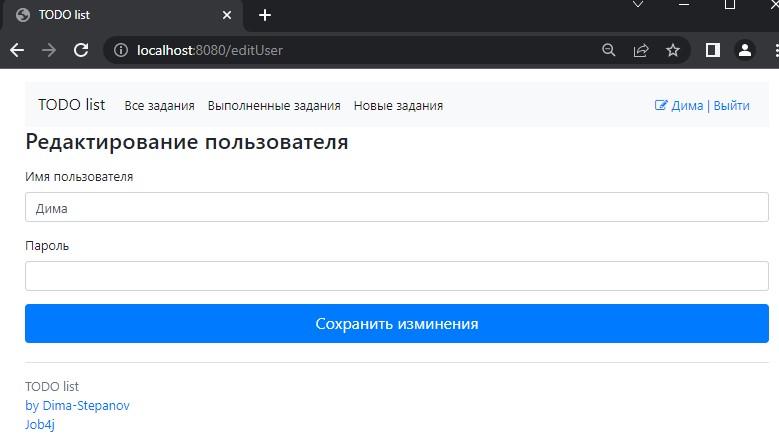 TODO list
localhost:8080/editUser
TODO list Все задания Выполненные задания Новые задания Дима | Выйти
Редактирование пользователя
Имя пользователя
Дима
Пароль
Сохранить изминения
TODO list
by Dima-Stepanov
Job4j